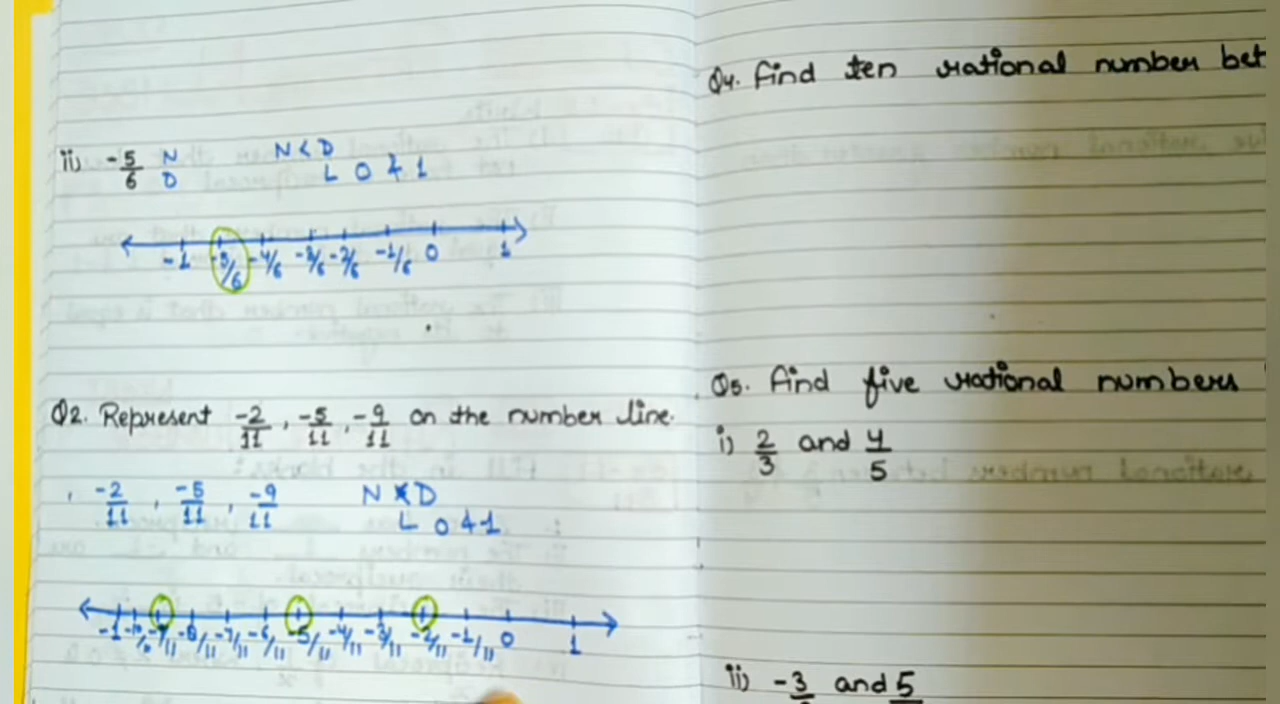 ii) -5/6 N/D N<D
L 0 & 1
-1 -5/6 -4/6 -3/6 -2/6 -1/6 0 1
Q2. Represent -2/11, -5/11, -9/11 on the number line.
-2/11, -5/11, -9/11 N<D
L 0 & 1
-1 -10/11 -9/11 -8/11 -7/11 -6/11 -5/11 -4/11 -3/11 -2/11 -1/11 0 1
Q4. Find ten rational number bet
Q5. Find five rational numbers
i) 2/3 and 4/5
ii) -3 and 5